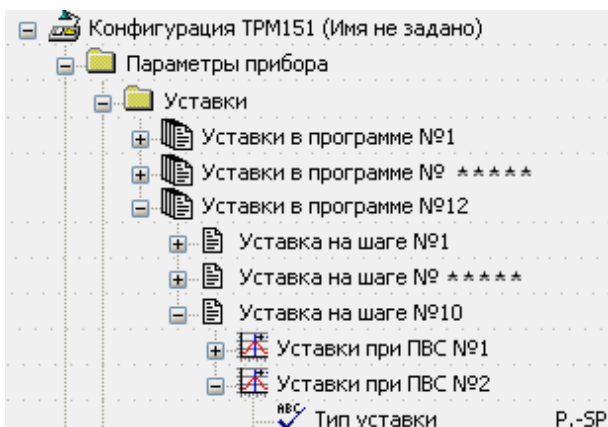 Конфигурация ТРМ151 (Имя не задано)
Параметры прибора
Уставки
Уставки в программе №1
Уставки в программе № *****
Уставки в программе №12
Уставка на шаге №1
Уставка на шаге № *****
Уставка на шаге №10
Уставки при ПВС №1
Уставки при ПВС №2
ABC Тип уставки P.-SP